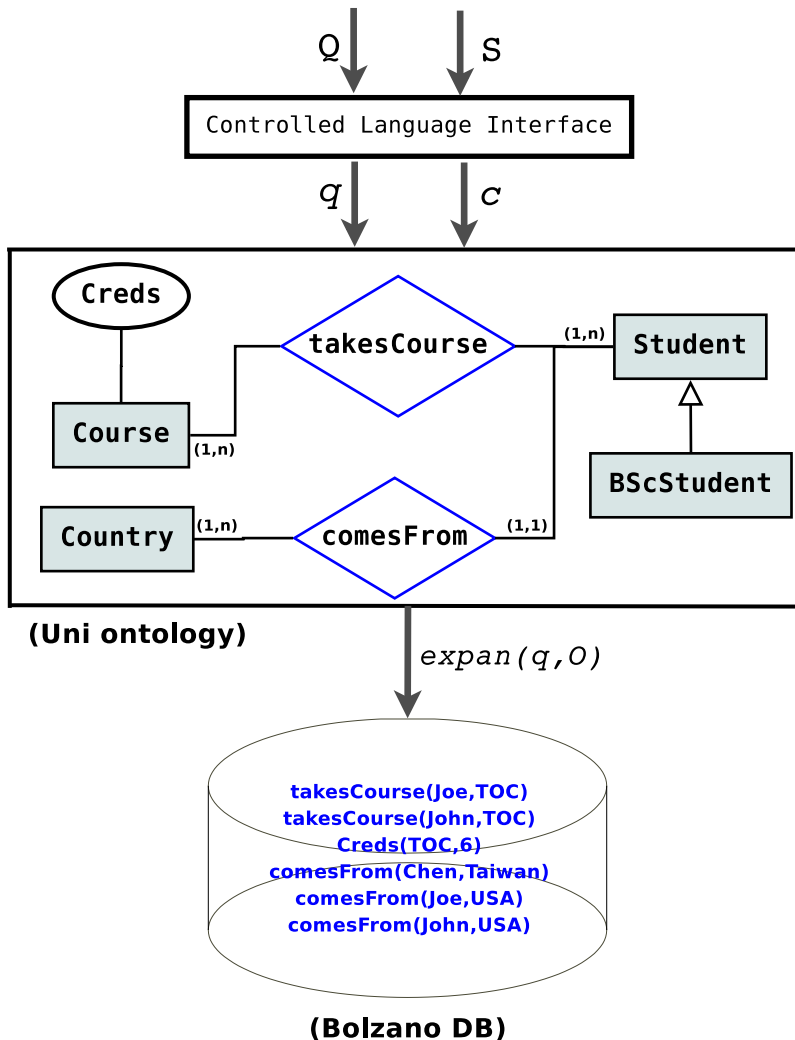 Q
S
Controlled Language Interface
q
c
Creds
takesCourse
(1,n)
Student
Course
(1,n)
BScStudent
Country
(1,n)
comesFrom
(1,1)
(Uni ontology)
expan(q,O)
takesCourse(Joe,TOC)
takesCourse(John,TOC)
Creds(TOC,6)
comesFrom(Chen,Taiwan)
comesFrom(Joe,USA)
comesFrom(John,USA)
(Bolzano DB)